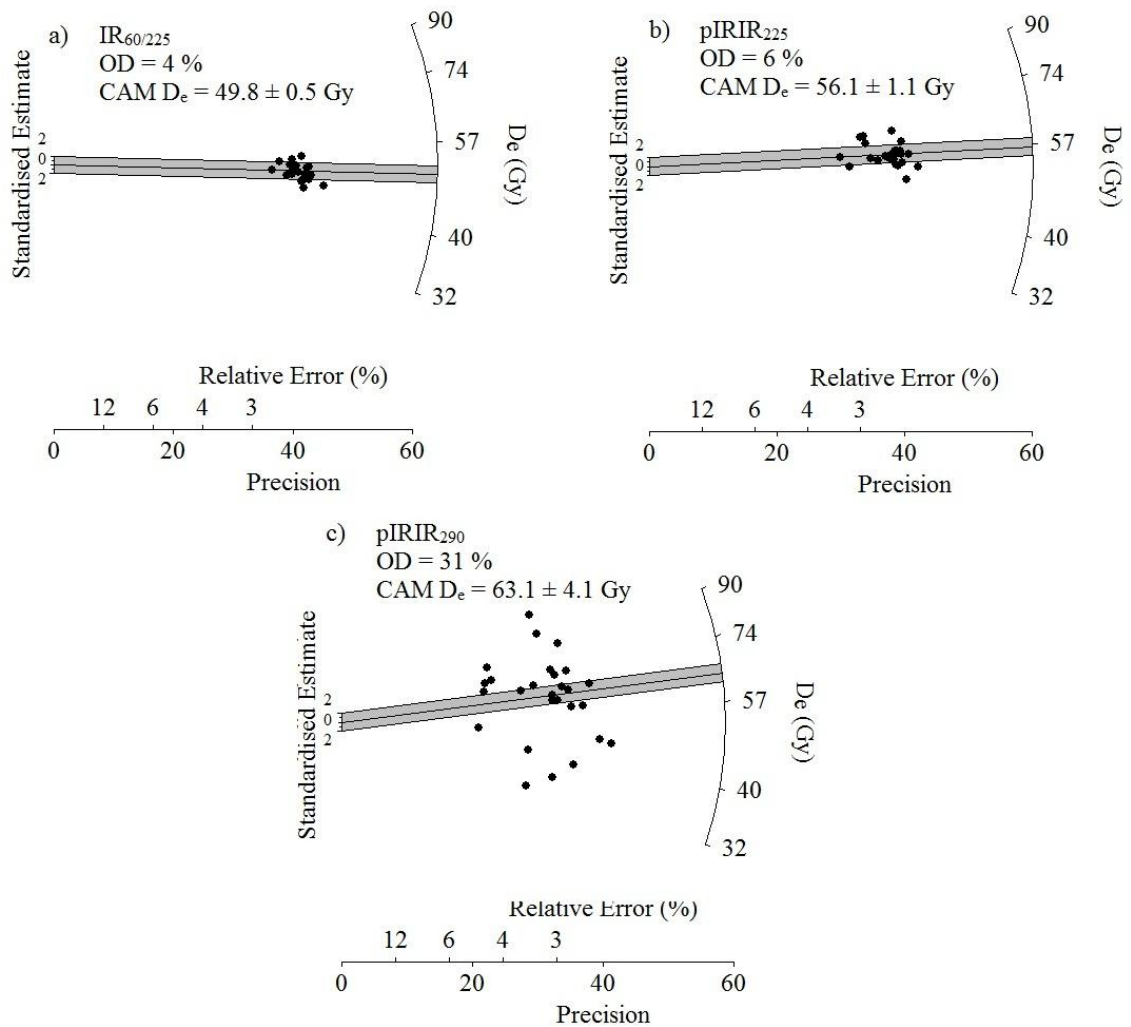 a) IR60/225
OD = 4 %
CAM De = 49.8 ± 0.5 Gy
Standardised Estimate
2
0
2
90
74
57
40
32
De (Gy)
Relative Error (%)
12 6 4 3
0 20 40 60
Precision
b) pIRIR225
OD = 6 %
CAM De = 56.1 ± 1.1 Gy
Standardised Estimate
2
0
2
90
74
57
40
32
De (Gy)
Relative Error (%)
12 6 4 3
0 20 40 60
Precision
c) pIRIR290
OD = 31 %
CAM De = 63.1 ± 4.1 Gy
Standardised Estimate
2
0
2
90
74
57
40
32
De (Gy)
Relative Error (%)
12 6 4 3
0 20 40 60
Precision